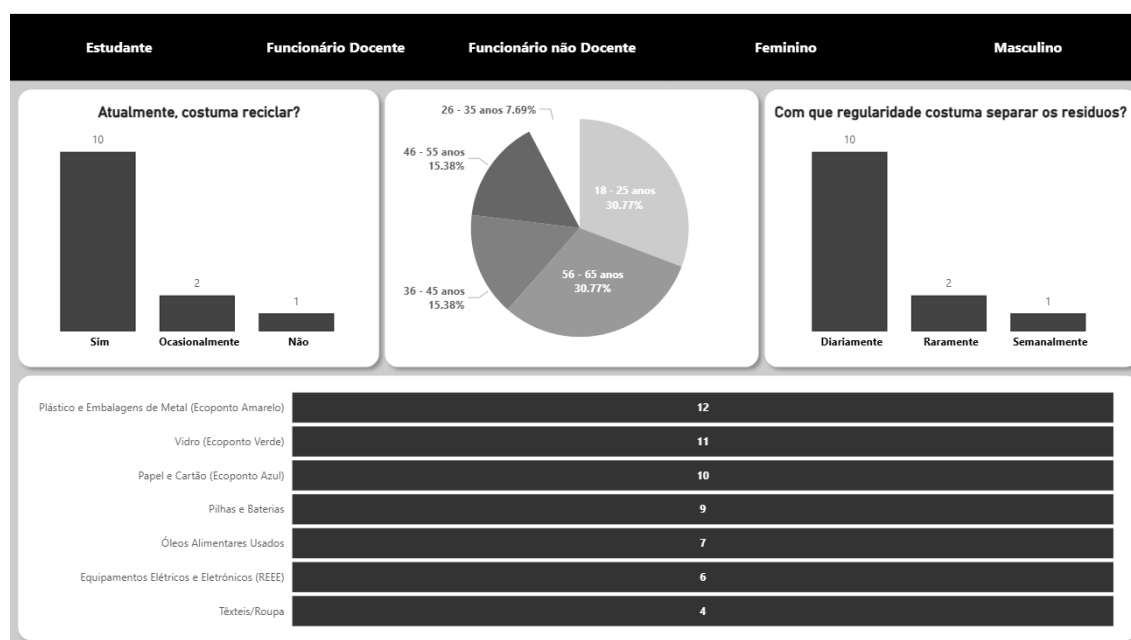 Estudante
Funcionário Docente
Funcionário não Docente
Feminino
Masculino
Atualmente, costuma reciclar?
10
2
1
Sim
Ocasionalmente
Não
26 - 35 anos 7.69%
46 - 55 anos
15.38%
18 - 25 anos
30.77%
56 - 65 anos
30.77%
36 - 45 anos
15.38%
Com que regularidade costuma separar os resíduos?
10
2
1
Diariamente
Raramente
Semanalmente
Plástico e Embalagens de Metal (Ecoponto Amarelo)
12
Vidro (Ecoponto Verde)
11
Papel e Cartão (Ecoponto Azul)
10
Pilhas e Baterias
9
Óleos Alimentares Usados
7
Equipamentos Elétricos e Eletrónicos (REEE)
6
Têxteis/Roupa
4